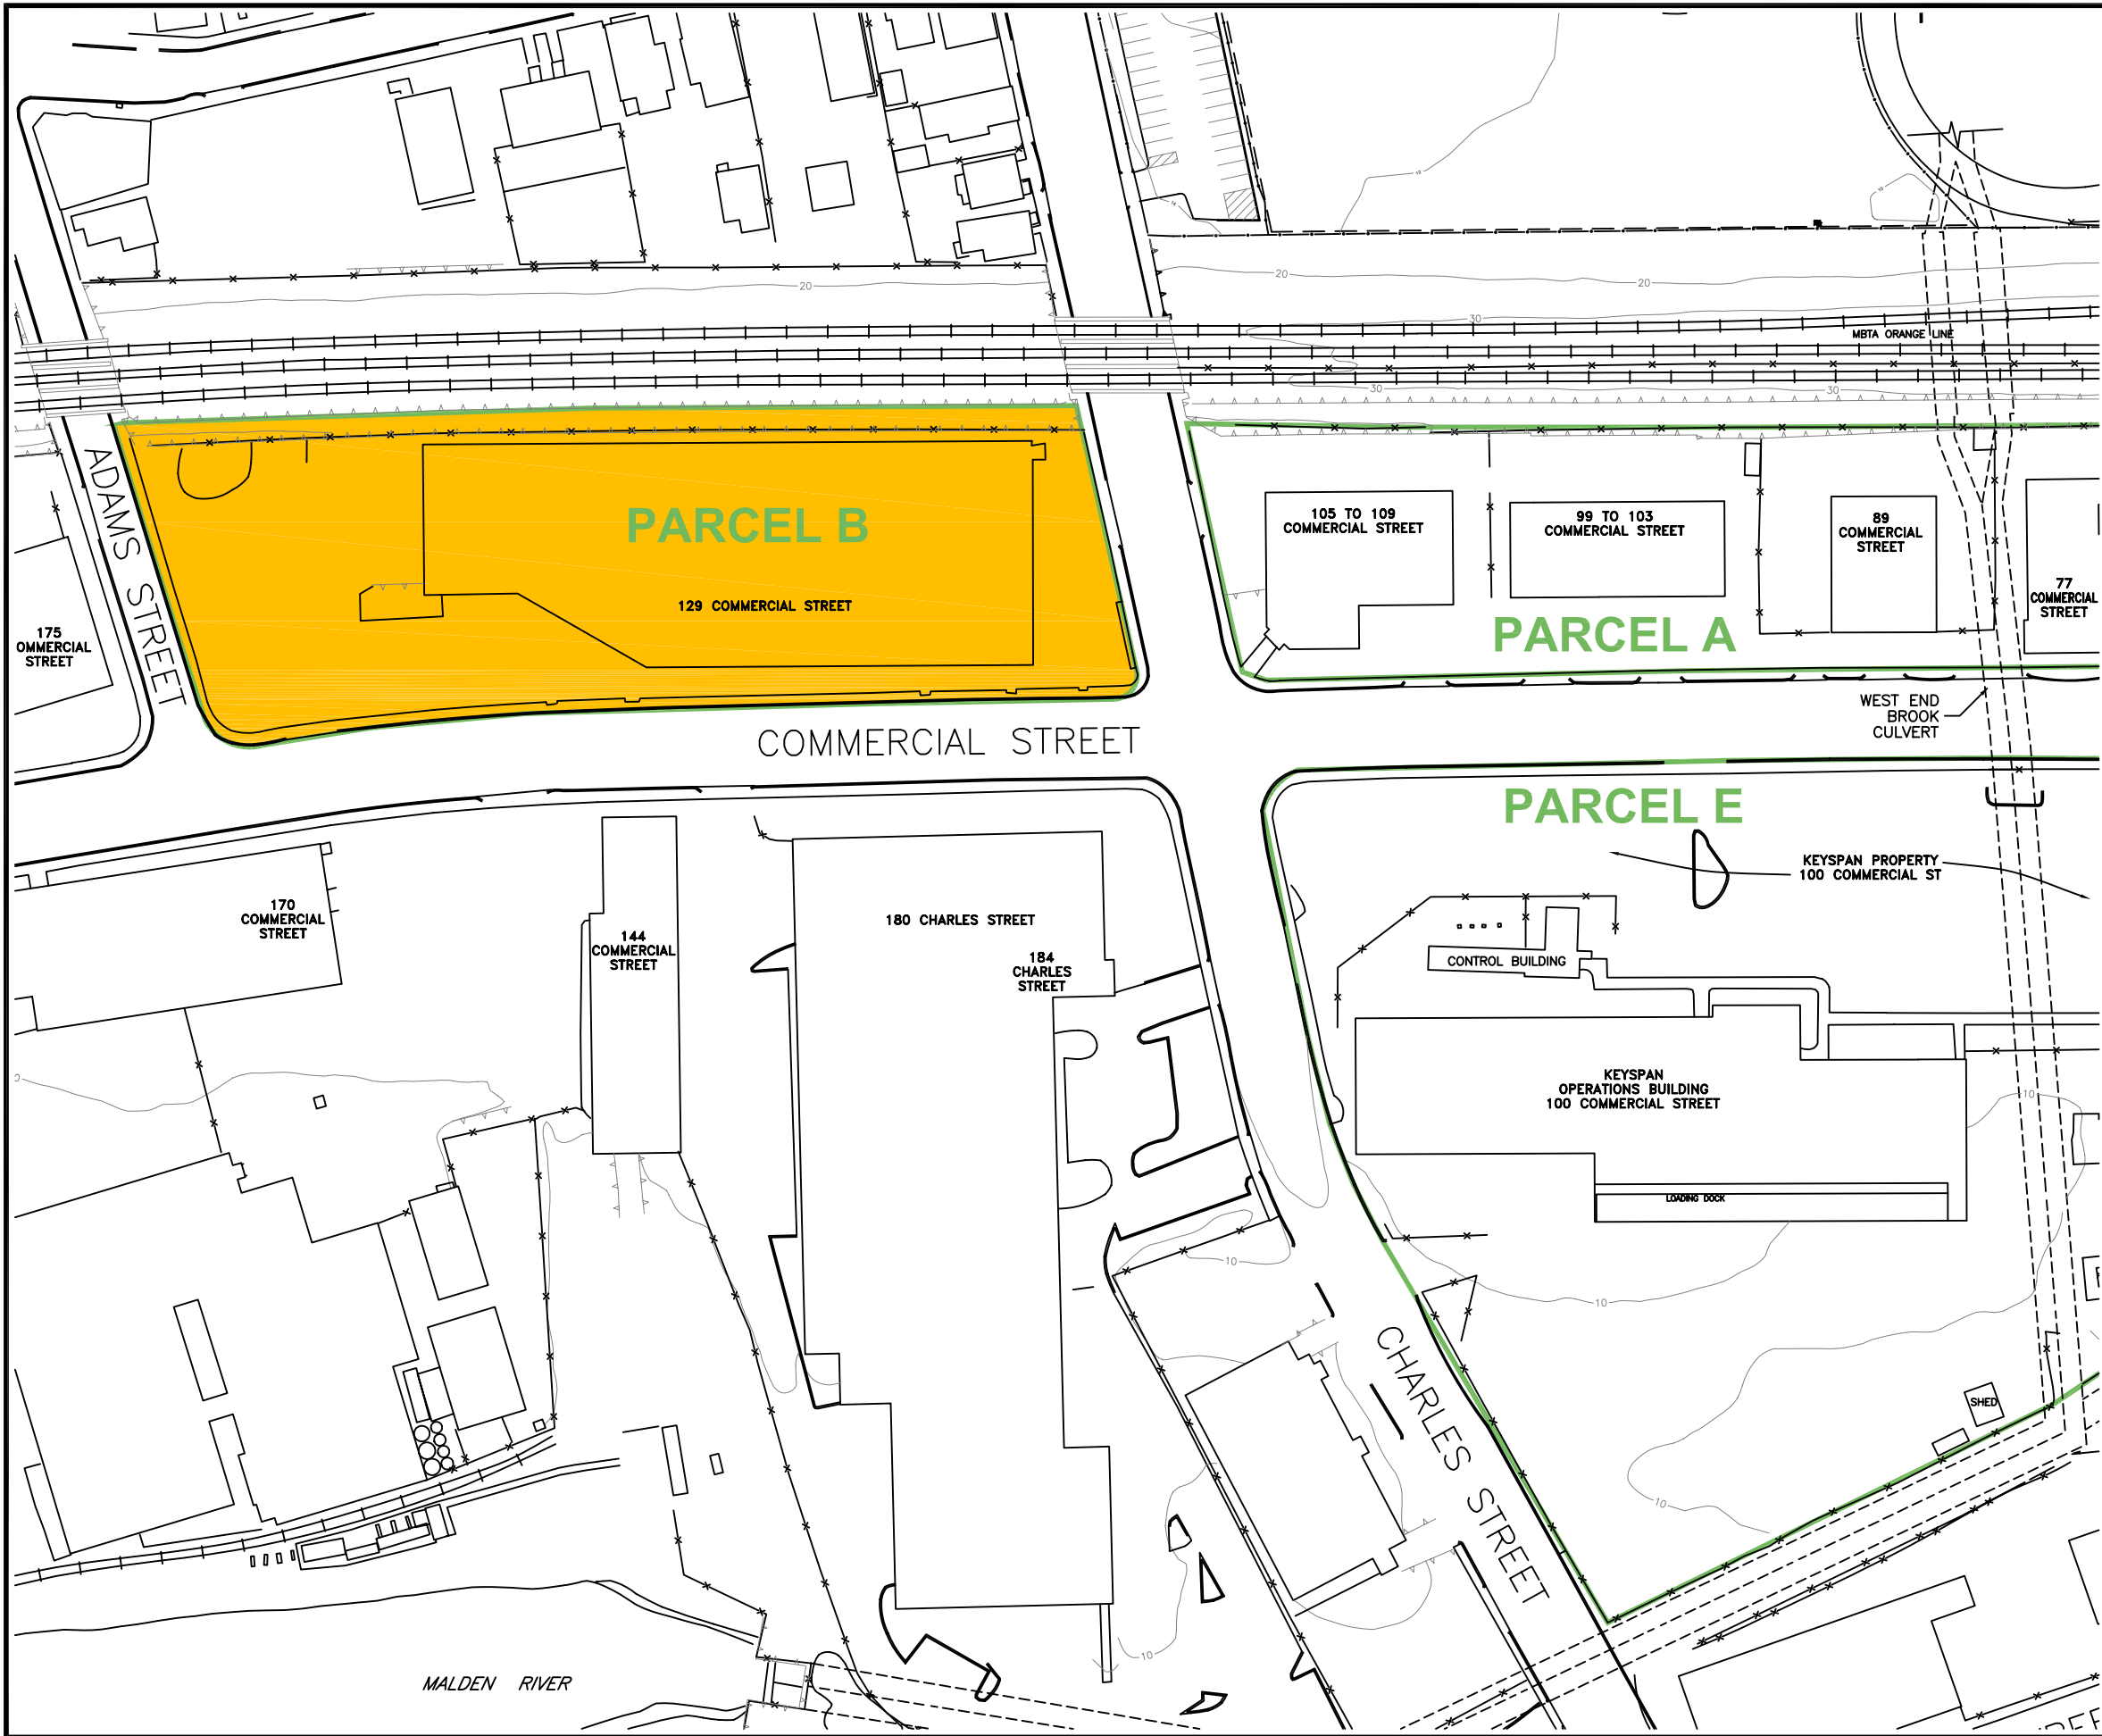 20
20
20
30
MBTA ORANGE LINE
30
30
ADAMS STREET
PARCEL B
129 COMMERCIAL STREET
105 TO 109
COMMERCIAL STREET
99 TO 103
COMMERCIAL STREET
89
COMMERCIAL
STREET
77
COMMERCIAL
STREET
175
OMMERCIAL
STREET
PARCEL A
WEST END
BROOK
CULVERT
COMMERCIAL STREET
PARCEL E
KEYSPAN PROPERTY
100 COMMERCIAL ST
170
COMMERCIAL
STREET
144
COMMERCIAL
STREET
180 CHARLES STREET
184
CHARLES
STREET
CONTROL BUILDING
KEYSPAN
OPERATIONS BUILDING
100 COMMERCIAL STREET
10
LOADING DOCK
10
10
CHARLES STREET
SHED
10
10
MALDEN RIVER